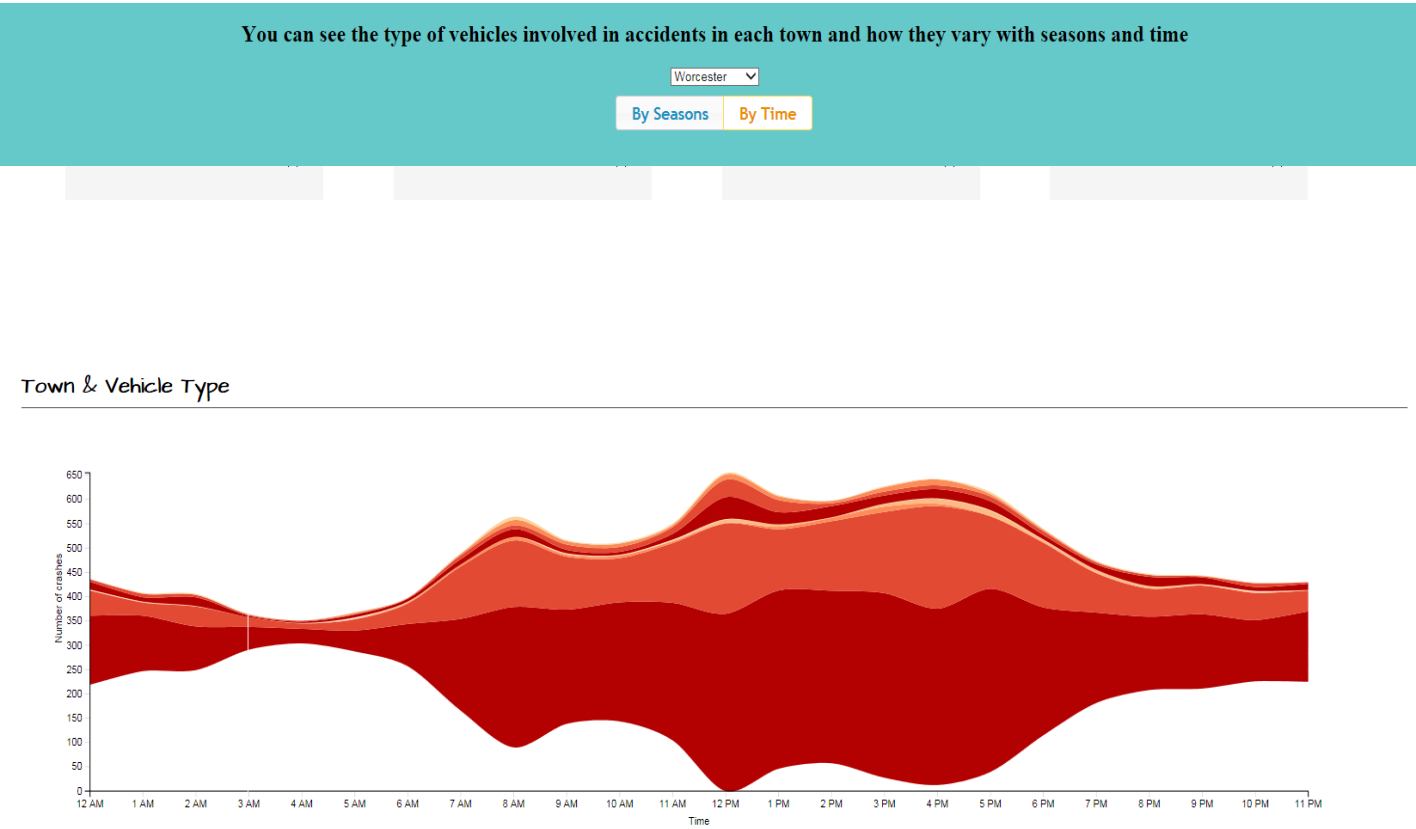 You can see the type of vehicles involved in accidents in each town and how they vary with seasons and time
Worcester
By Seasons By Time
Town & Vehicle Type
650
600
550
500
450
400
350
300
250
200
150
100
50
0
Number of crashes
12 AM 1 AM 2 AM 3 AM 4 AM 5 AM 6 AM 7 AM 8 AM 9 AM 10 AM 11 AM 12 PM 1 PM 2 PM 3 PM 4 PM 5 PM 6 PM 7 PM 8 PM 9 PM 10 PM 11 PM
Time